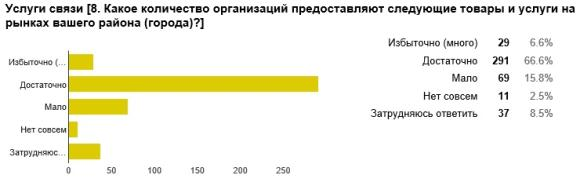 Услуги связи [8. Какое количество организаций предоставляют следующие товары и услуги на
рынках вашего района (города)?]
Избыточно (...
Достаточно
Мало
Нет совсем
Затрудняюс...
0 50 100 150 200 250
Избыточно (много) 29 6.6%
Достаточно 291 66.6%
Мало 69 15.8%
Нет совсем 11 2.5%
Затрудняюсь ответить 37 8.5%